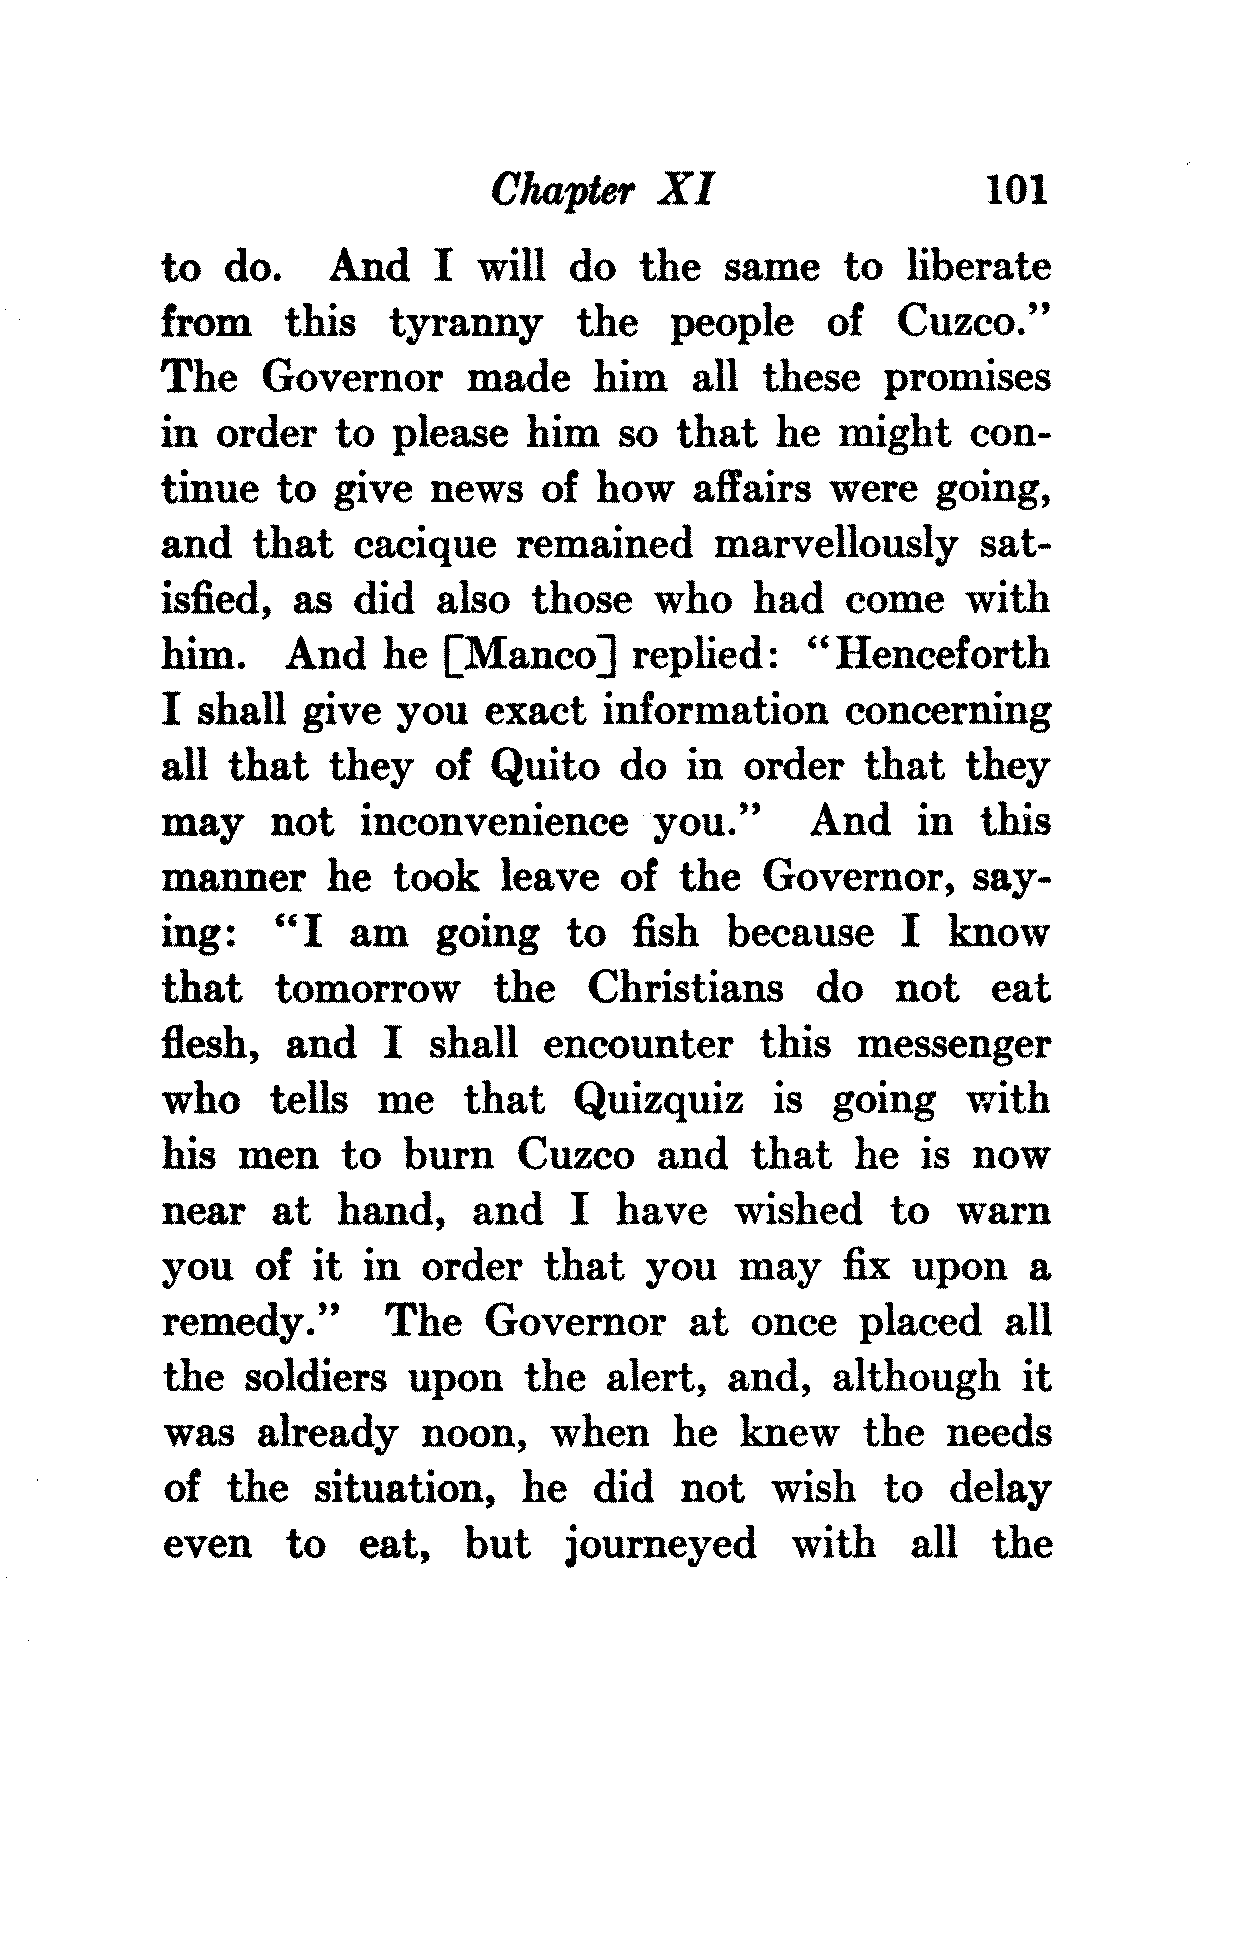 Chapter XI 101
to do. And I will do the same to liberate
from this tyranny the people of Cuzco."
The Governor made him all these promises
in order to please him so that he might con-
tinue to give news of how affairs were going,
and that cacique remained marvellously sat-
isfied, as did also those who had come with
him. And he [Manco] replied: "Henceforth
I shall give you exact information concerning
all that they of Quito do in order that they
may not inconvenience you." And in this
manner he took leave of the Governor, say-
ing: "I am going to fish because I know
that tomorrow the Christians do not eat
flesh, and I shall encounter this messenger
who tells me that Quizquiz is going with
his men to burn Cuzco and that he is now
near at hand, and I have wished to warn
you of it in order that you may fix upon a
remedy." The Governor at once placed all
the soldiers upon the alert, and, although it
was already noon, when he knew the needs
of the situation, he did not wish to delay
even to eat, but journeyed with all the